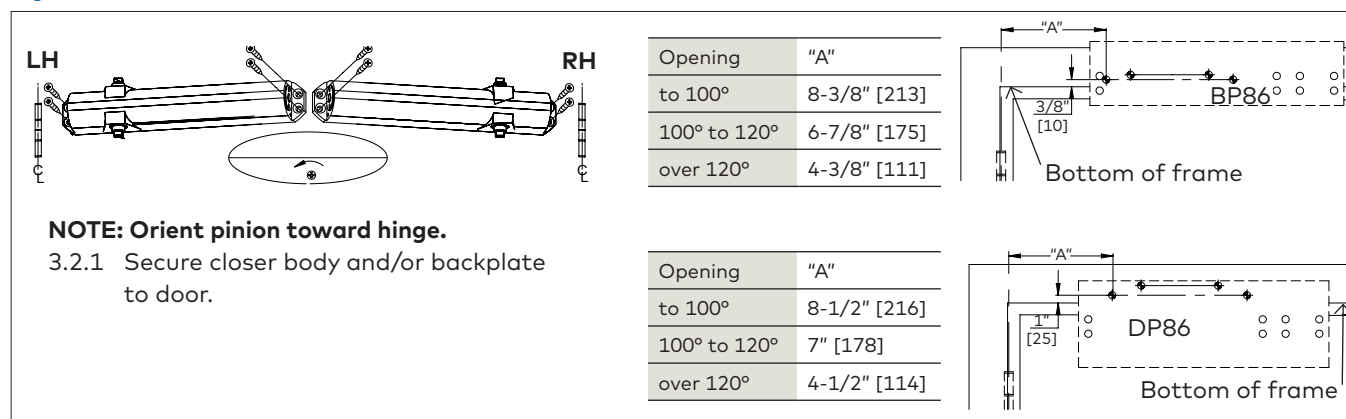 LH
RH
CL
CL
NOTE: Orient pinion toward hinge.
3.2.1 Secure closer body and/or backplate
to door.
Opening "A"
to 100° 8-3/8" [213]
100° to 120° 6-7/8" [175]
over 120° 4-3/8" [111]
"A"
BP86
3/8"
[10]
Bottom of frame
Opening "A"
to 100° 8-1/2" [216]
100° to 120° 7" [178]
over 120° 4-1/2" [114]
"A"
1"
[25]
DP86
Bottom of frame